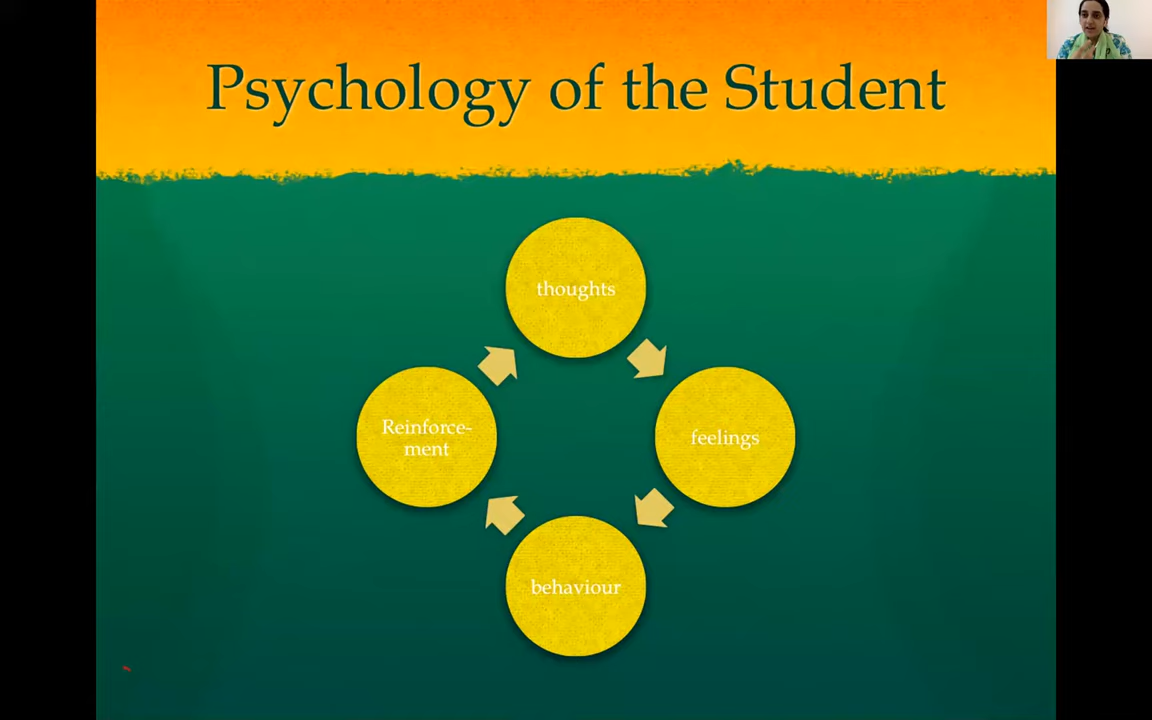 Psychology of the Student
thoughts
feelings
Reinforce-
ment
behaviour